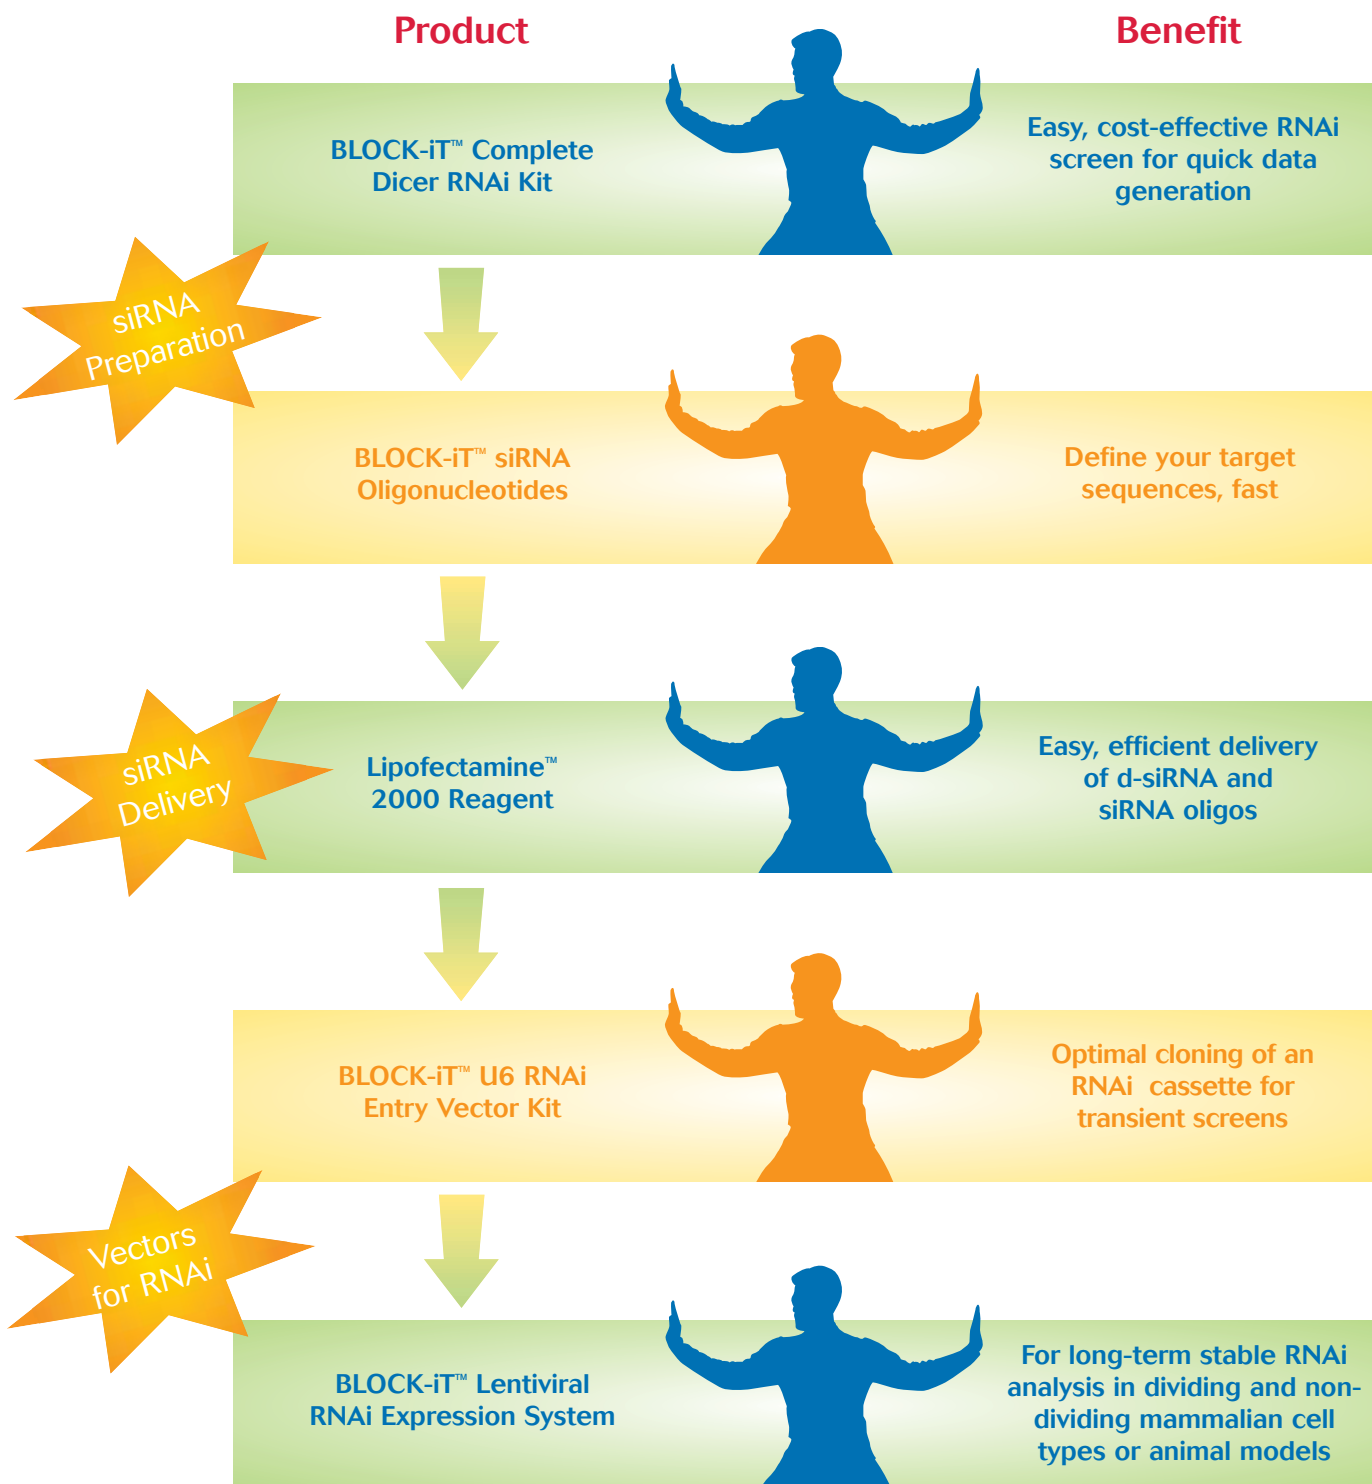 Product
Benefit
BLOCK-iT™ Complete
Dicer RNAi Kit
Easy, cost-effective RNAi
screen for quick data
generation
siRNA
Preparation
BLOCK-iT™ siRNA
Oligonucleotides
Define your target
sequences, fast
siRNA
Delivery
Lipofectamine™
2000 Reagent
Easy, efficient delivery
of d-siRNA and
siRNA oligos
BLOCK-iT™ U6 RNAi
Entry Vector Kit
Optimal cloning of an
RNAi cassette for
transient screens
Vectors
for RNAi
BLOCK-iT™ Lentiviral
RNAi Expression System
For long-term stable RNAi
analysis in dividing and non-
dividing mammalian cell
types or animal models